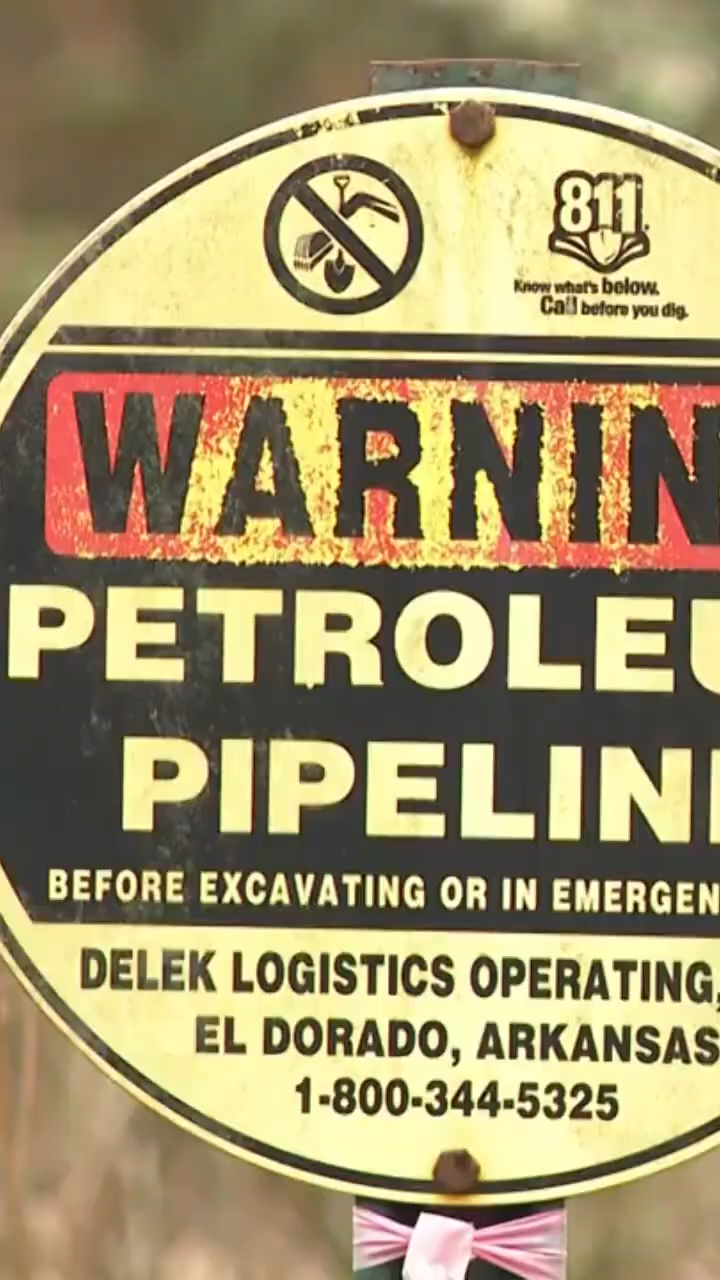 811
Know what's below.
Call before you dig.
WARNIN
PETROLEU
PIPELIN
BEFORE EXCAVATING OR IN EMERGEN
DELEK LOGISTICS OPERATING,
EL DORADO, ARKANSAS
1-800-344-5325